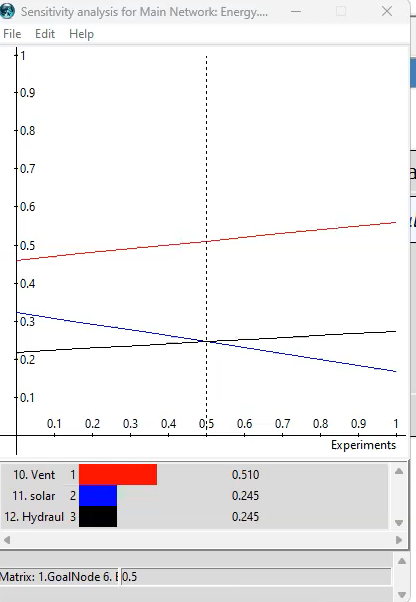 Sensitivity analysis for Main Network: Energy....
File Edit Help
1
0.9
0.8
0.7
0.6
0.5
0.4
0.3
0.2
0.1
0.1 0.2 0.3 0.4 0.5 0.6 0.7 0.8 0.9 1
Experiments
10. Vent 1 0.510
11. solar 2 0.245
12. Hydraul 3 0.245
Matrix: 1.GoalNode 6. 0.5